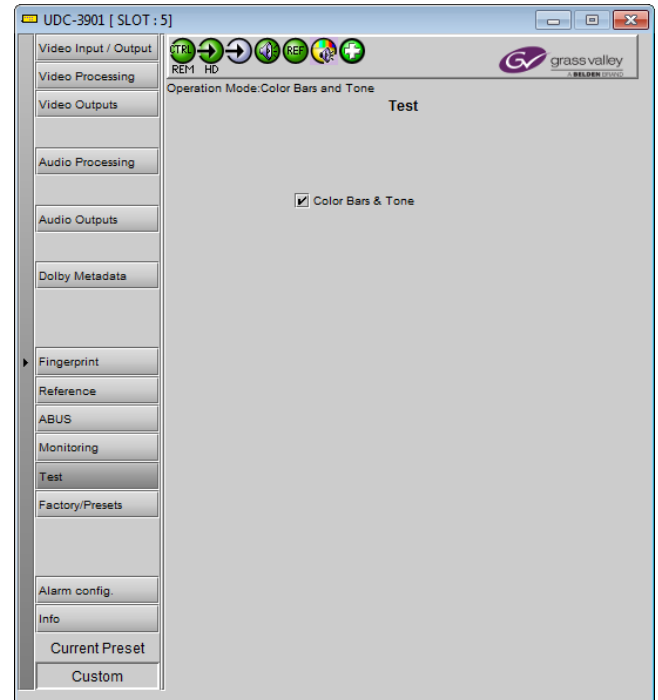 UDC-3901 [ SLOT : 5]
Video Input / Output
Video Processing
Video Outputs
Audio Processing
Audio Outputs
Dolby Metadata
Fingerprint
Reference
ABUS
Monitoring
Test
Factory/Presets
Alarm config.
Info
Current Preset
Custom
CTRL REF
REM HD
GV grass valley
A BELDEN BRAND
Operation Mode:Color Bars and Tone
Test
Color Bars & Tone